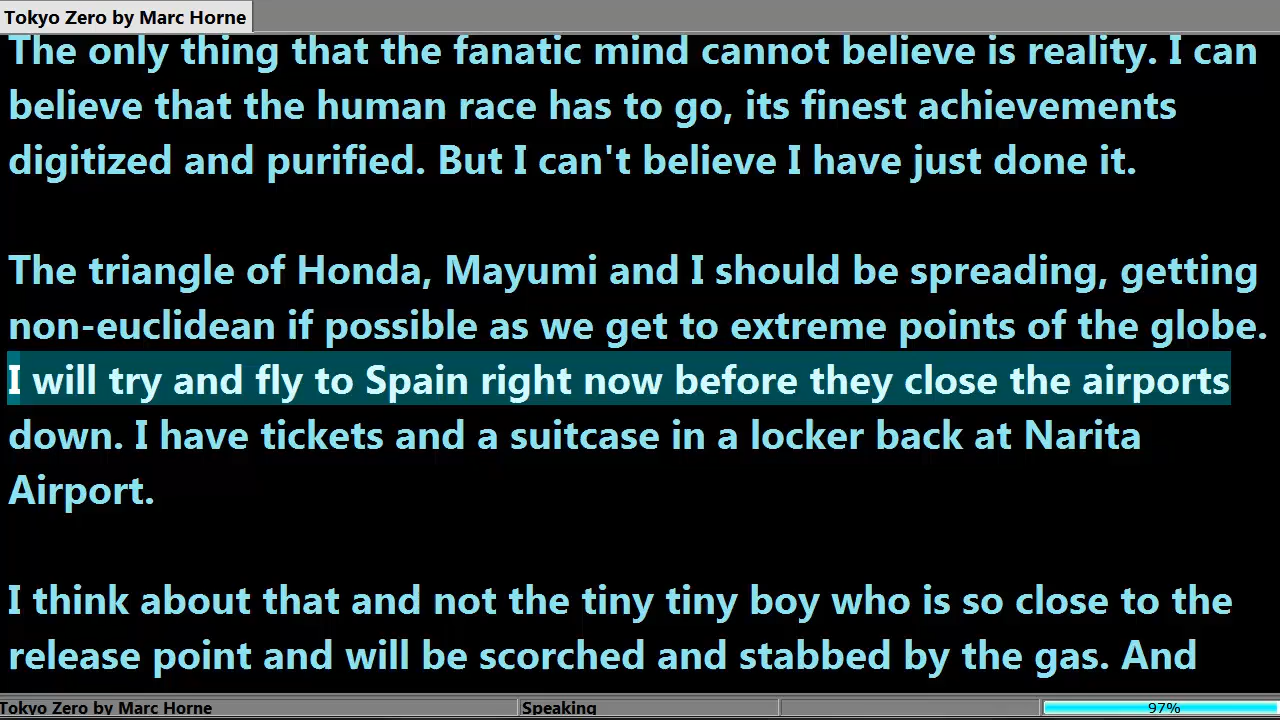 Tokyo Zero by Marc Horne
The only thing that the fanatic mind cannot believe is reality. I can
believe that the human race has to go, its finest achievements
digitized and purified. But I can't believe I have just done it.
The triangle of Honda, Mayumi and I should be spreading, getting
non-euclidean if possible as we get to extreme points of the globe.
I will try and fly to Spain right now before they close the airports
down. I have tickets and a suitcase in a locker back at Narita
Airport.
I think about that and not the tiny tiny boy who is so close to the
release point and will be scorched and stabbed by the gas. And
Tokyo Zero by Marc Horne Speaking 97%